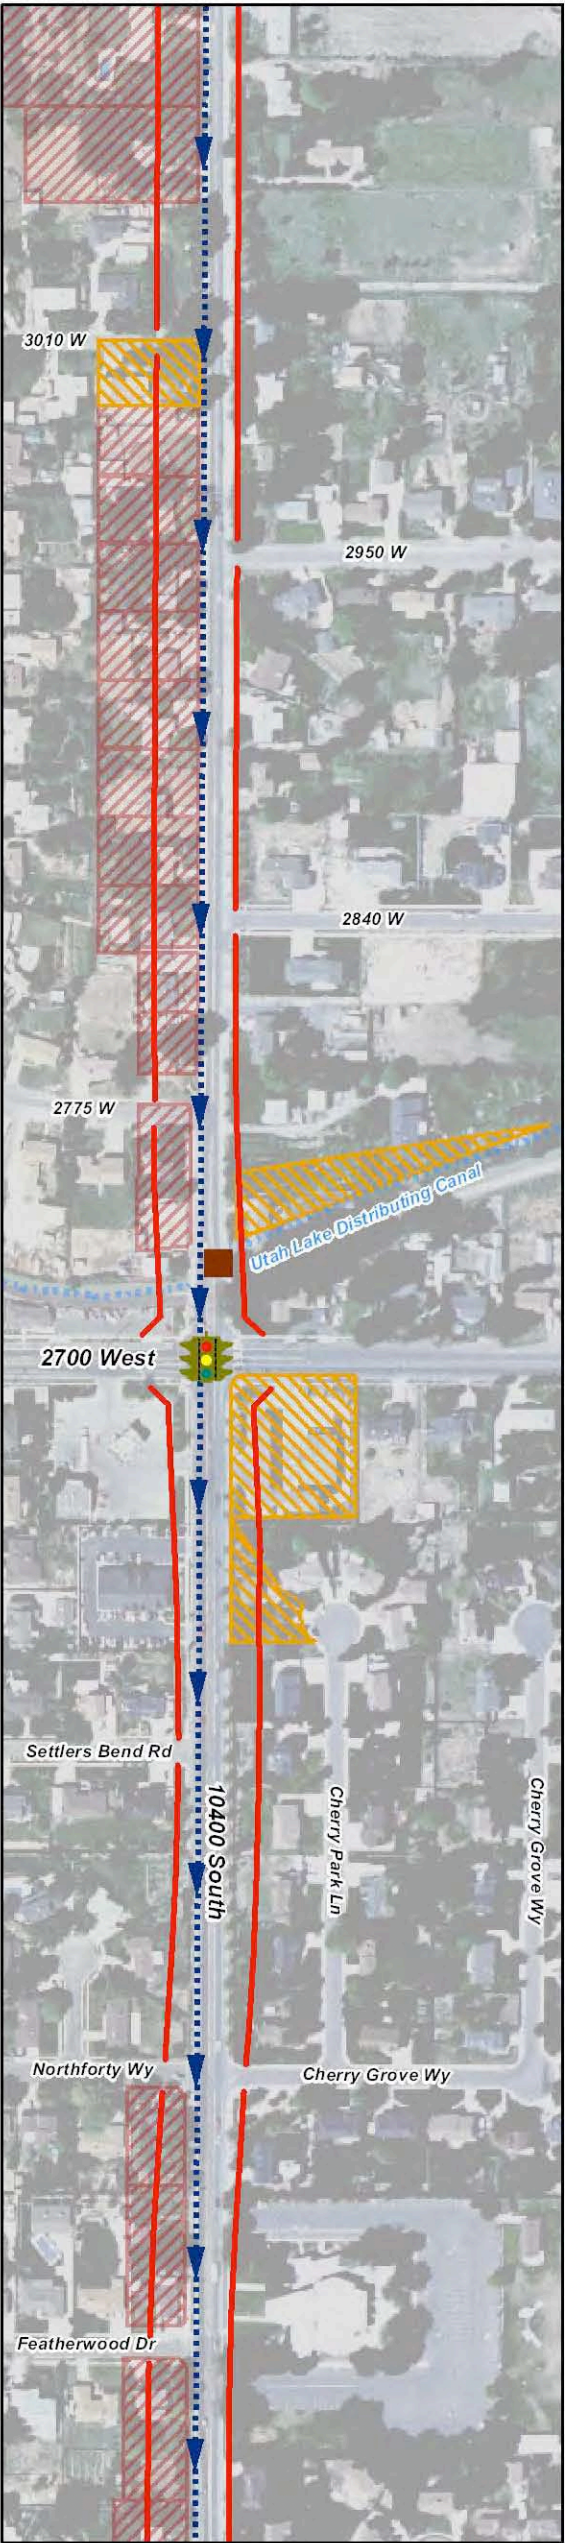 3010 W
2950 W
2840 W
2775 W
Utah Lake Distributing Canal
2700 West
Settlers Bend Rd
10400 South
Cherry Park Ln
Cherry Grove Wy
Northforty Wy
Cherry Grove Wy
Featherwood Dr